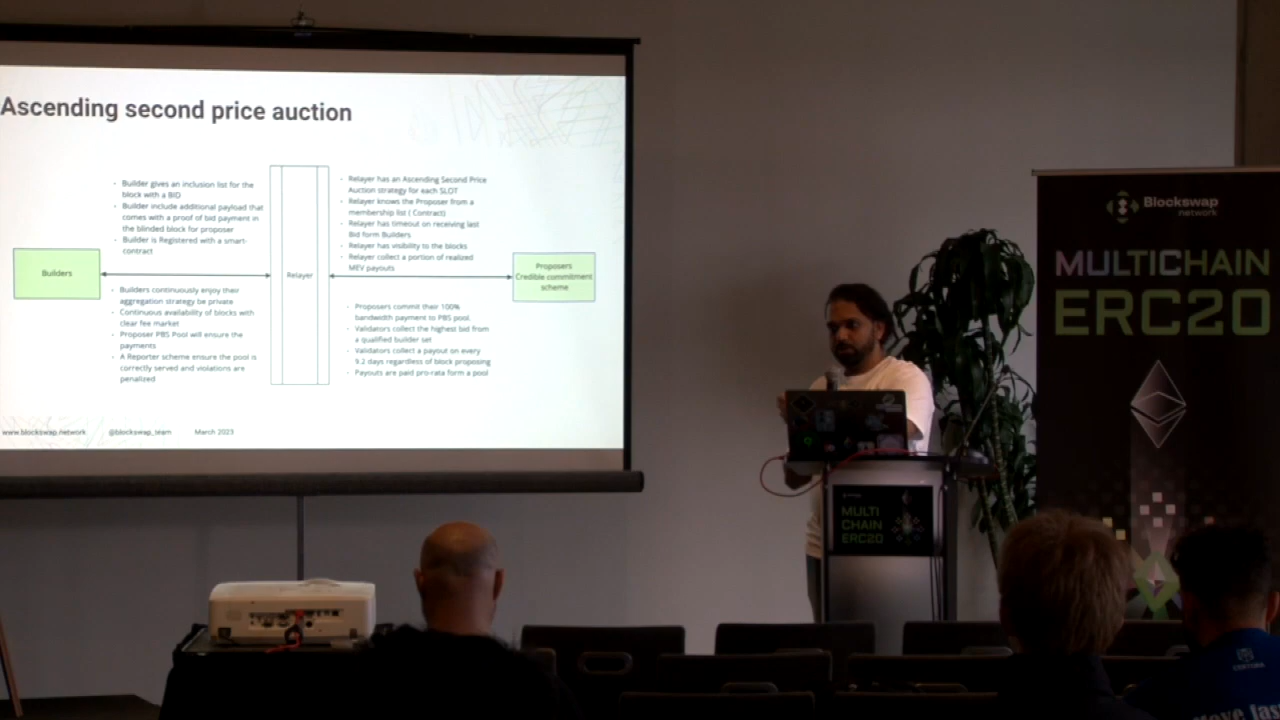 Ascending second price auction
- Builder gives an inclusion list for the
block with a BID
- Builder include additional payload that
comes with a proof of bid payment in
the blinded block for proposer
- Builder is Registered with a smart-
contract
- Relayer has an Ascending Second Price
Auction strategy for each SLOT
- Relayer knows the Proposer from a
membership list ( Contract)
- Relayer has timeout on receiving last
Bid form Builders
- Relayer has visibility to the blocks
- Relayer collect a portion of realized
MEV payouts
Builders
Relayer
Proposers
Credible commitment
scheme
- Builders continuously enjoy their
aggregation strategy be private
- Continuous availability of blocks with
clear fee market
- Proposer PBS Pool will ensure the
payments
- A Reporter scheme ensure the pool is
correctly served and violations are
penalized
- Proposers commit their 100%
bandwidth payment to PBS pool.
- Validators collect the highest bid from
a qualified builder set
- Validators collect a payout on every
9.2 days regardless of block proposing
- Payouts are paid pro-rata form a pool
www.blockswap.network @blockswap_team March 2023
Blockswap
network
MULTICHAIN
ERC20
MULTI
CHAIN
ERC20
CERTORA
move fast